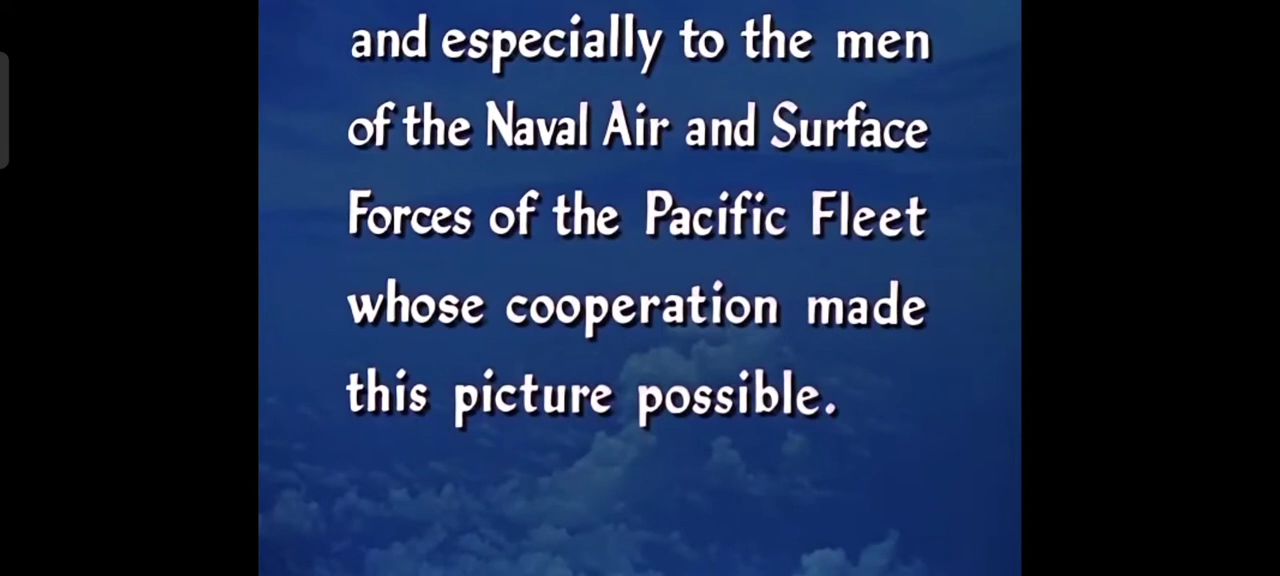 and especially to the men
of the Naval Air and Surface
Forces of the Pacific Fleet
whose cooperation made
this picture possible.